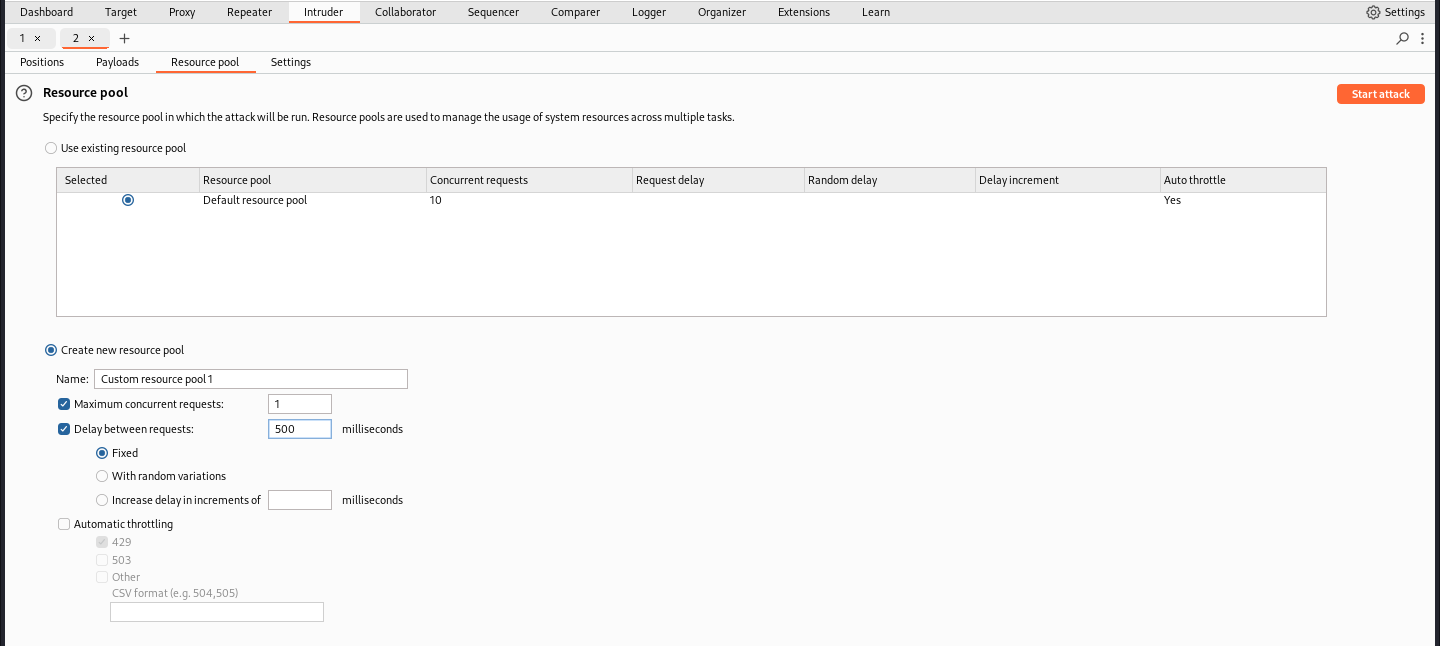 Dashboard Target Proxy Repeater Intruder Collaborator Sequencer Comparer Logger Organizer Extensions Learn Settings
1 × 2 × +
Positions Payloads Resource pool Settings
? Resource pool Start attack
Specify the resource pool in which the attack will be run. Resource pools are used to manage the usage of system resources across multiple tasks.
Use existing resource pool
Selected Resource pool Concurrent requests Request delay Random delay Delay increment Auto throttle
Default resource pool 10 Yes
Create new resource pool
Name: Custom resource pool 1
Maximum concurrent requests: 1
Delay between requests: 500 milliseconds
Fixed
With random variations
Increase delay in increments of milliseconds
Automatic throttling
429
503
Other
CSV format (e.g. 504,505)